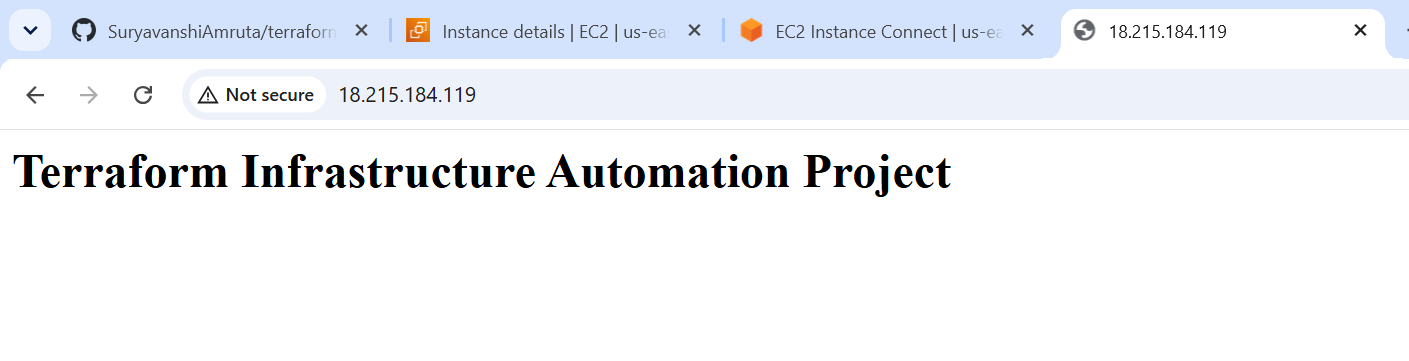 SuryavanshiAmruta/terraform
Instance details | EC2 | us-eas
EC2 Instance Connect | us-ea
18.215.184.119
Not secure
18.215.184.119
Terraform Infrastructure Automation Project